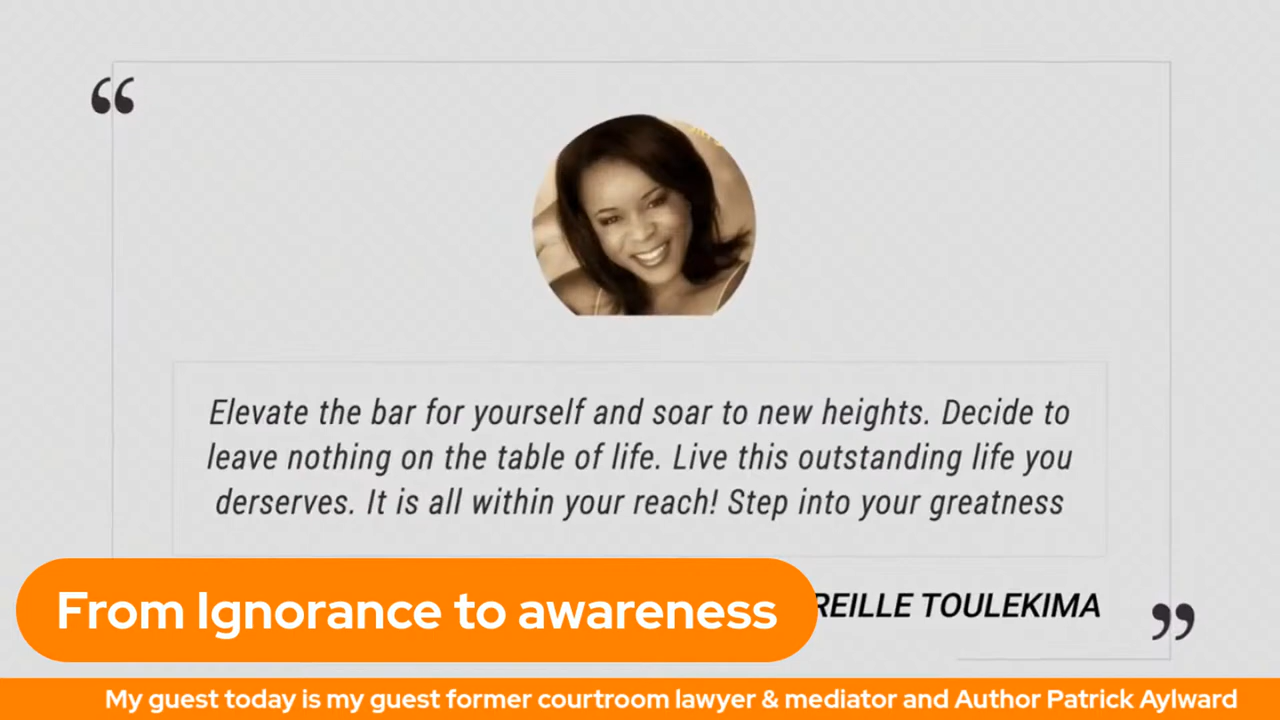 “
Elevate the bar for yourself and soar to new heights. Decide to
leave nothing on the table of life. Live this outstanding life you
derserves. It is all within your reach! Step into your greatness
REILLE TOULEKIMA
”
From Ignorance to awareness
My guest today is my guest former courtroom lawyer & mediator and Author Patrick Aylward